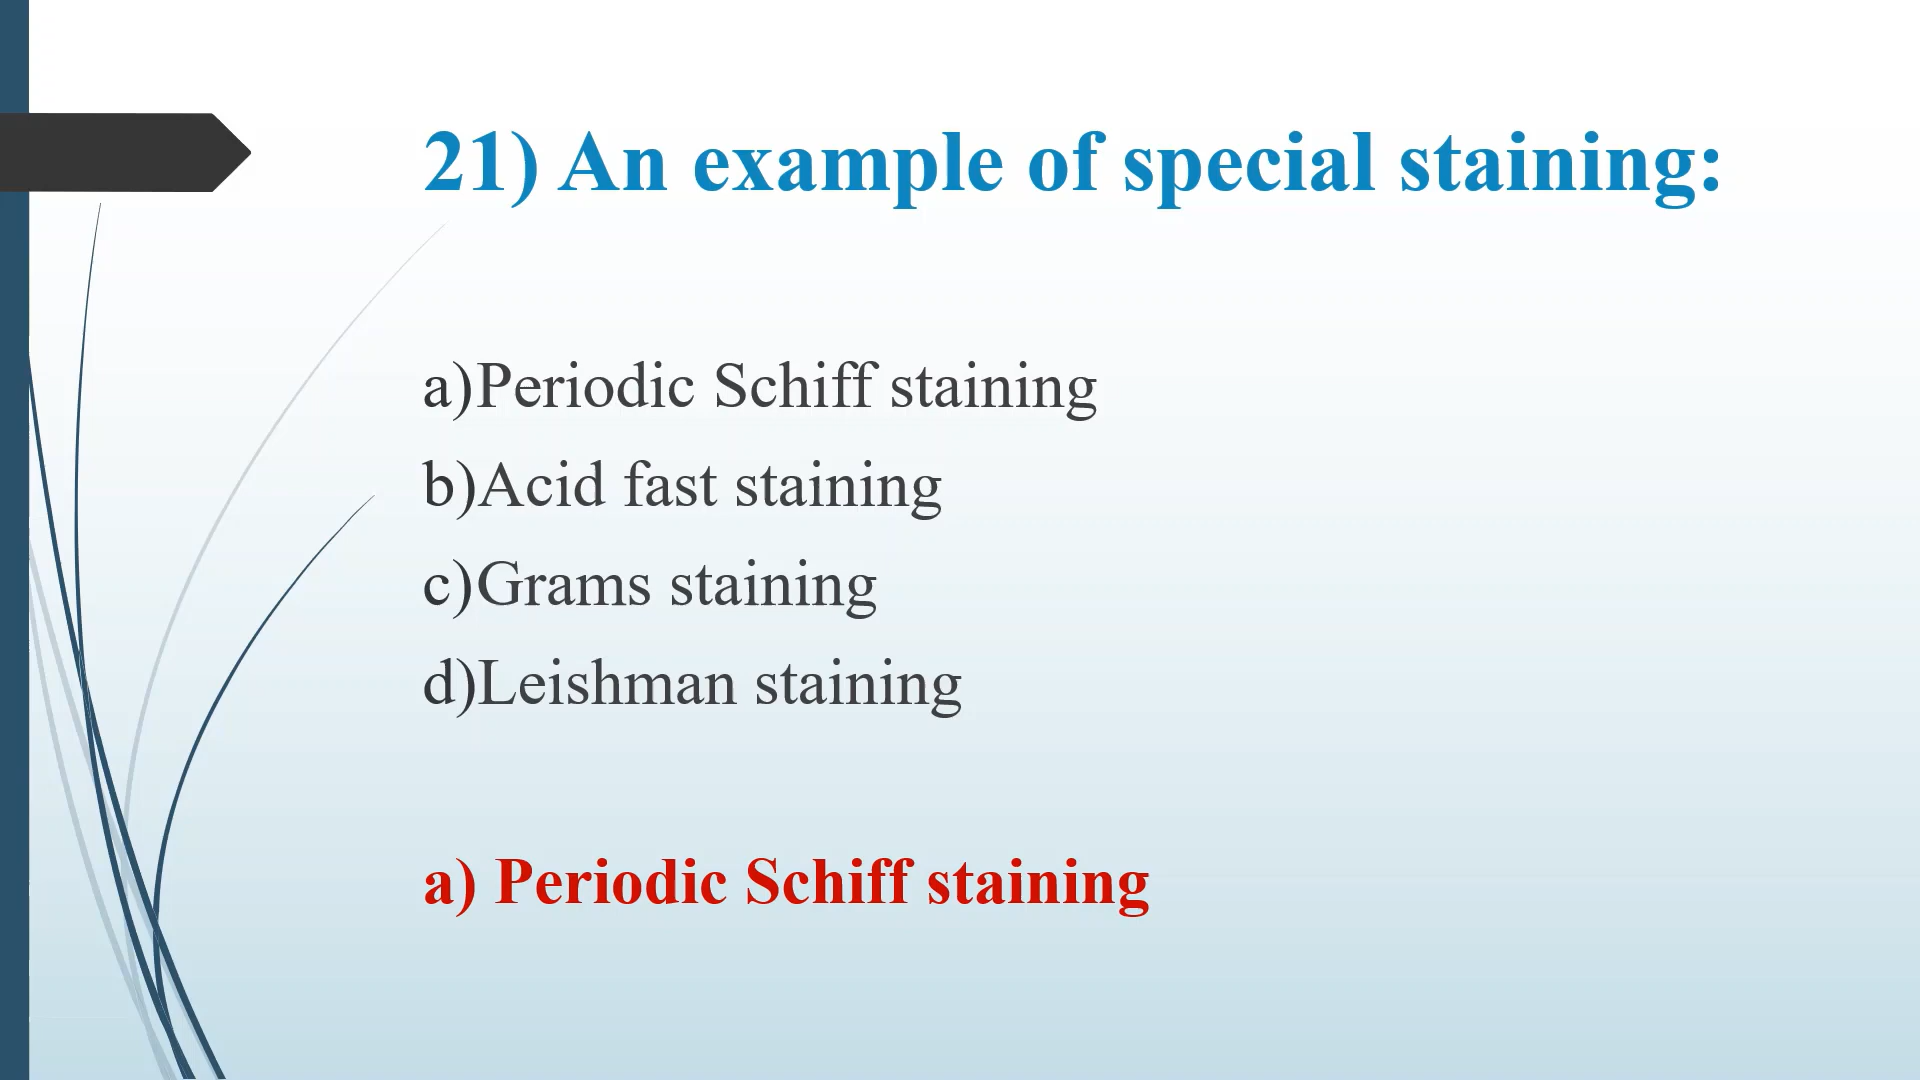 21) An example of special staining:
a)Periodic Schiff staining
b)Acid fast staining
c)Grams staining
d)Leishman staining
a) Periodic Schiff staining